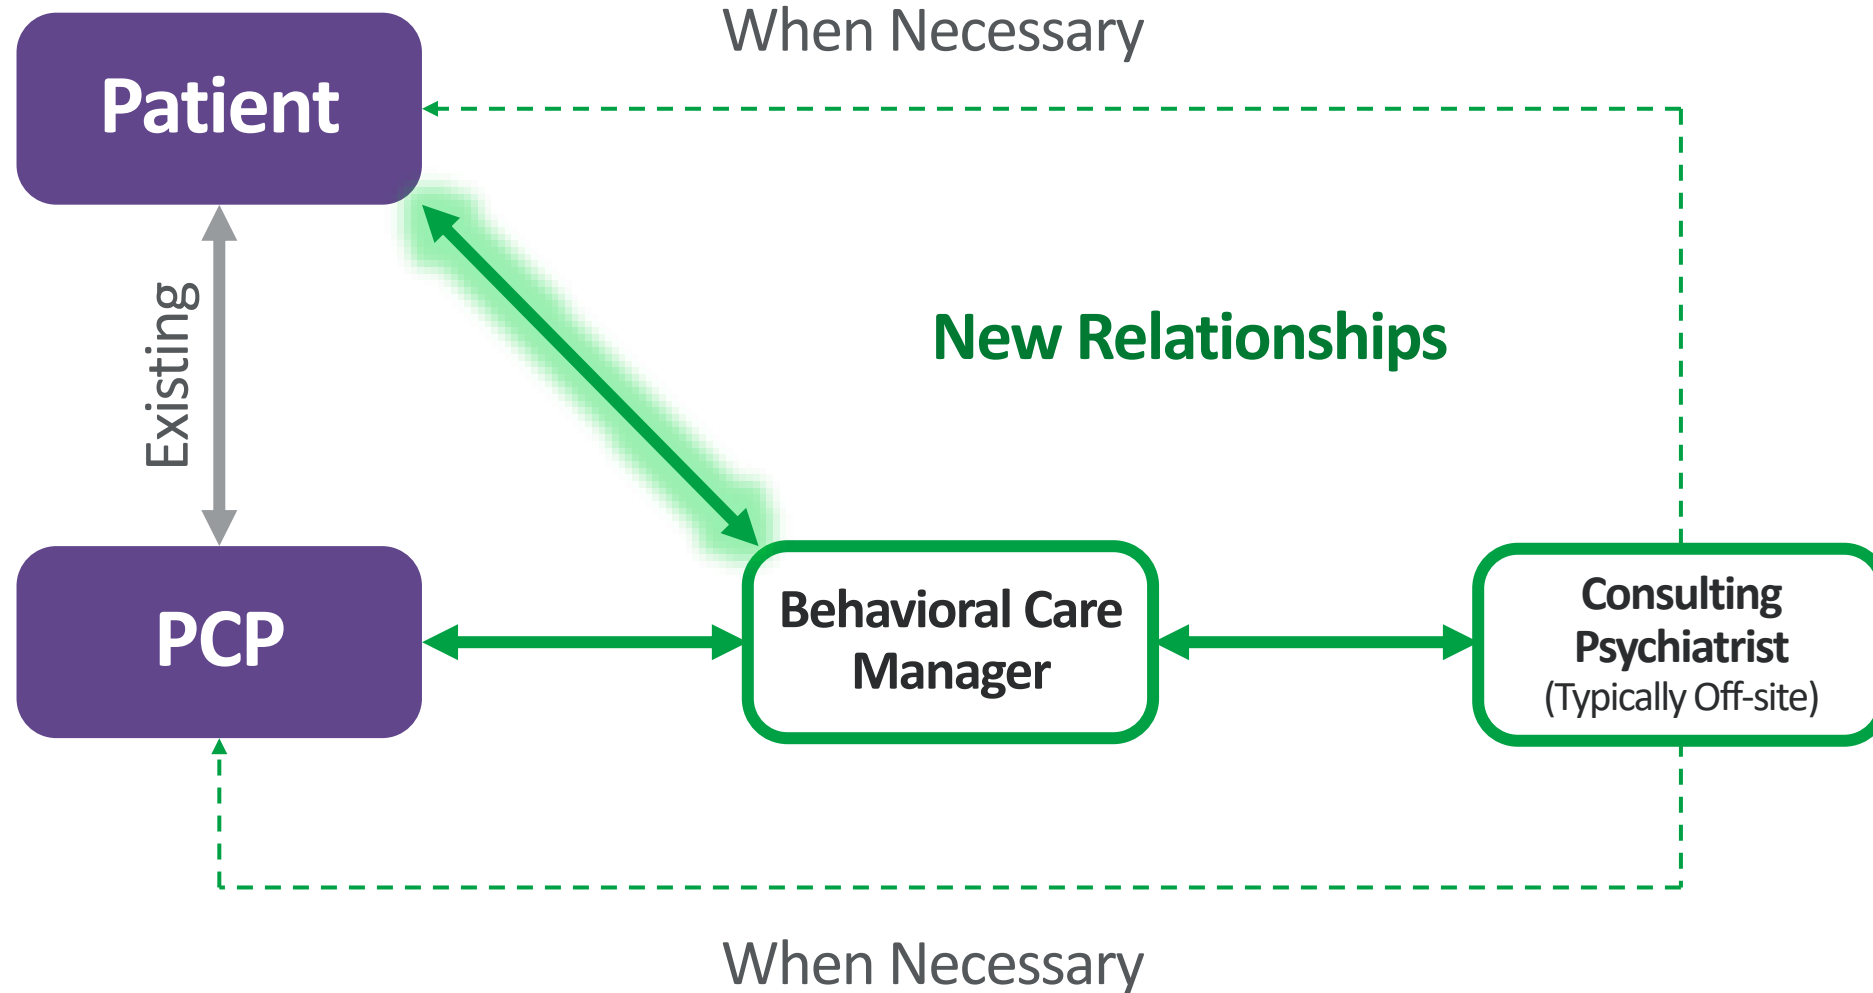 When Necessary
Patient
Existing
New Relationships
PCP
Behavioral Care
Manager
Consulting
Psychiatrist
(Typically Off-site)
When Necessary